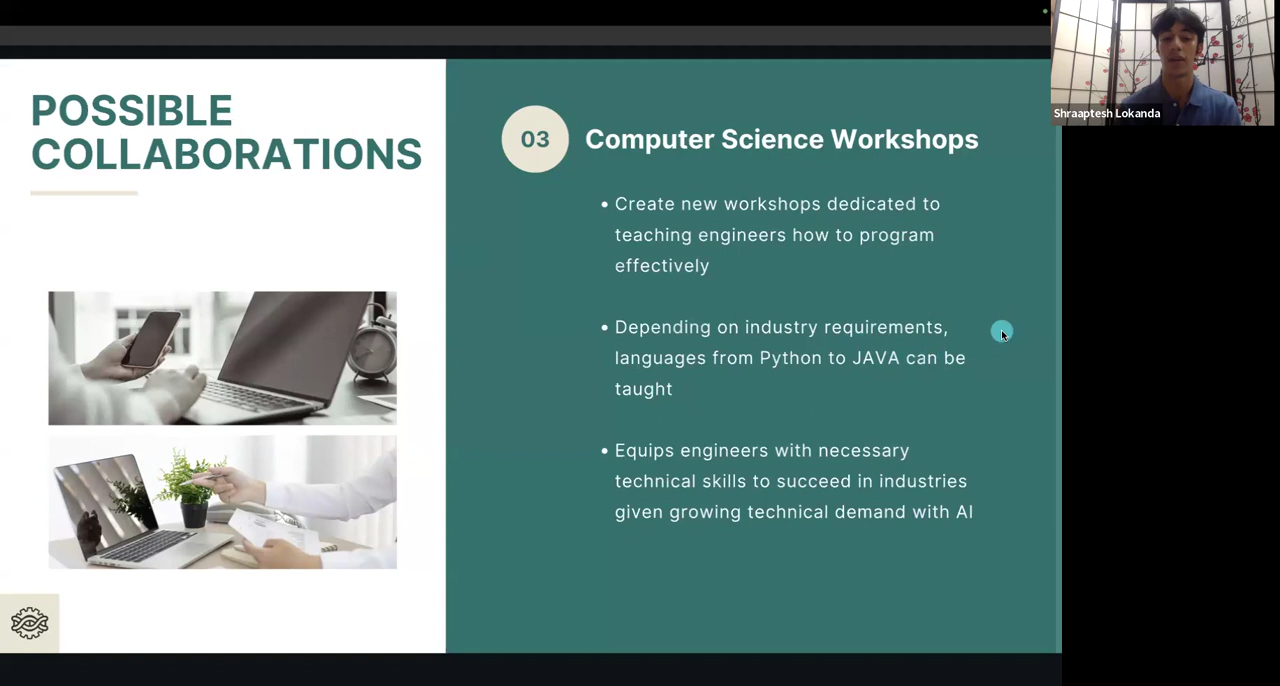 POSSIBLE
COLLABORATIONS
03
Computer Science Workshops
• Create new workshops dedicated to
teaching engineers how to program
effectively
• Depending on industry requirements,
languages from Python to JAVA can be
taught
• Equips engineers with necessary
technical skills to succeed in industries
given growing technical demand with AI
Shraaptesh Lokanda